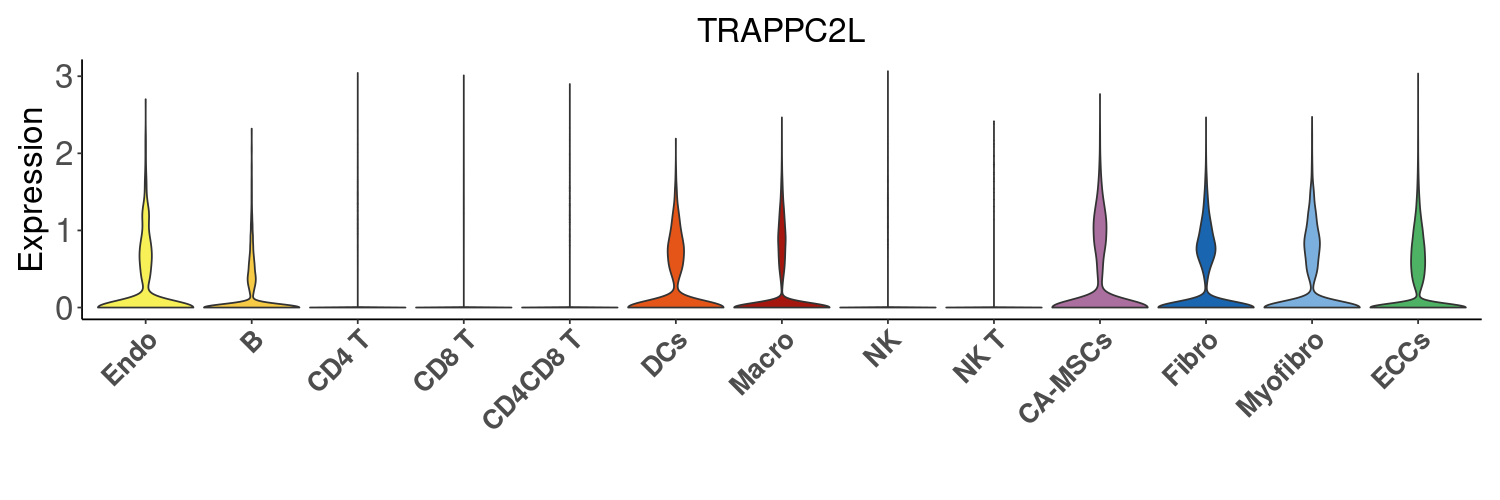 TRAPPC2L
Expression
3
2
1
0
Endo
B
CD4 T
CD8 T
CD4CD8 T
DCs
Macro
NK
NK T
CA-MSCs
Fibro
Myofibro
ECCs